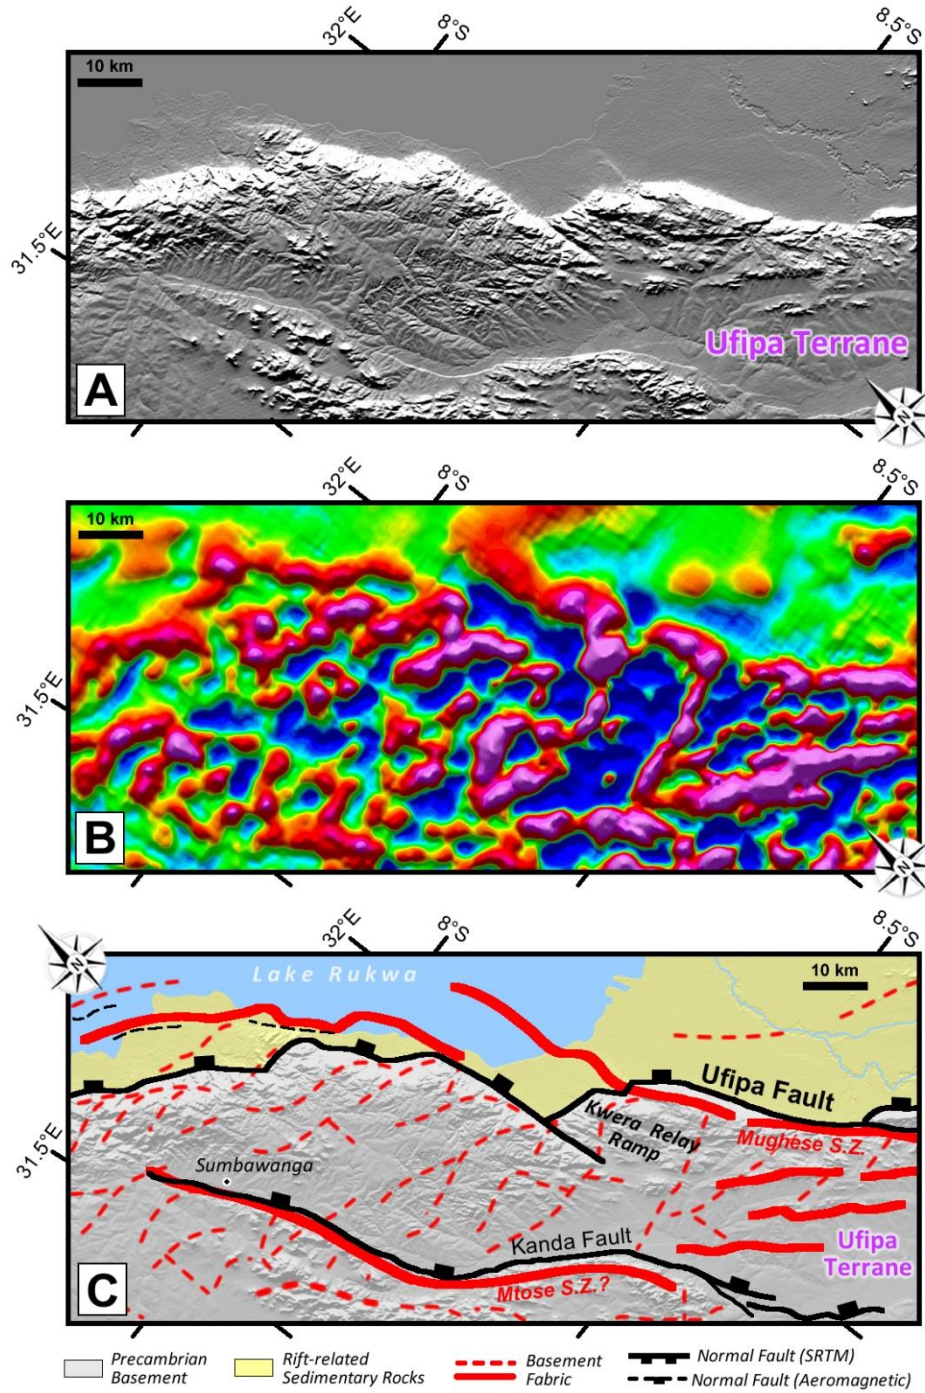 32°E
8°S
8.5°S
10 km
31.5°E
Ufipa Terrane
A
N
32°E
8°S
8.5°S
10 km
31.5°E
B
N
32°E
8°S
8.5°S
N
Lake Rukwa
10 km
Ufipa Fault
Kwera Relay
Ramp
Mughese S.Z.
31.5°E
Sumbawanga
Kanda Fault
Ufipa
Terrane
Mtose S.Z.?
C
Precambrian
Basement
Rift-related
Sedimentary Rocks
Basement
Fabric
Normal Fault (SRTM)
Normal Fault (Aeromagnetic)